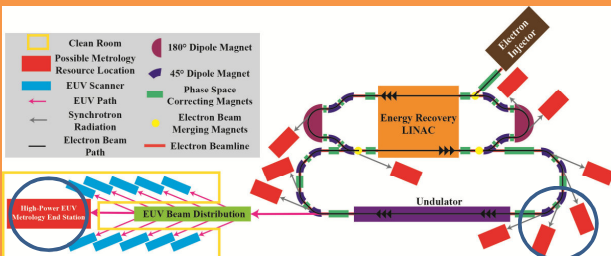 Clean Room
Possible Metrology
Resource Location
EUV Scanner
EUV Path
Synchrotron
Radiation
Electron Beam
Path
180° Dipole Magnet
45° Dipole Magnet
Phase Space
Correcting Magnets
Electron Beam
Merging Magnets
Electron Beamline
Electron
Injector
Energy Recovery
LINAC
Undulator
High-Power EUV
Metrology End Station
EUV Beam Distribution